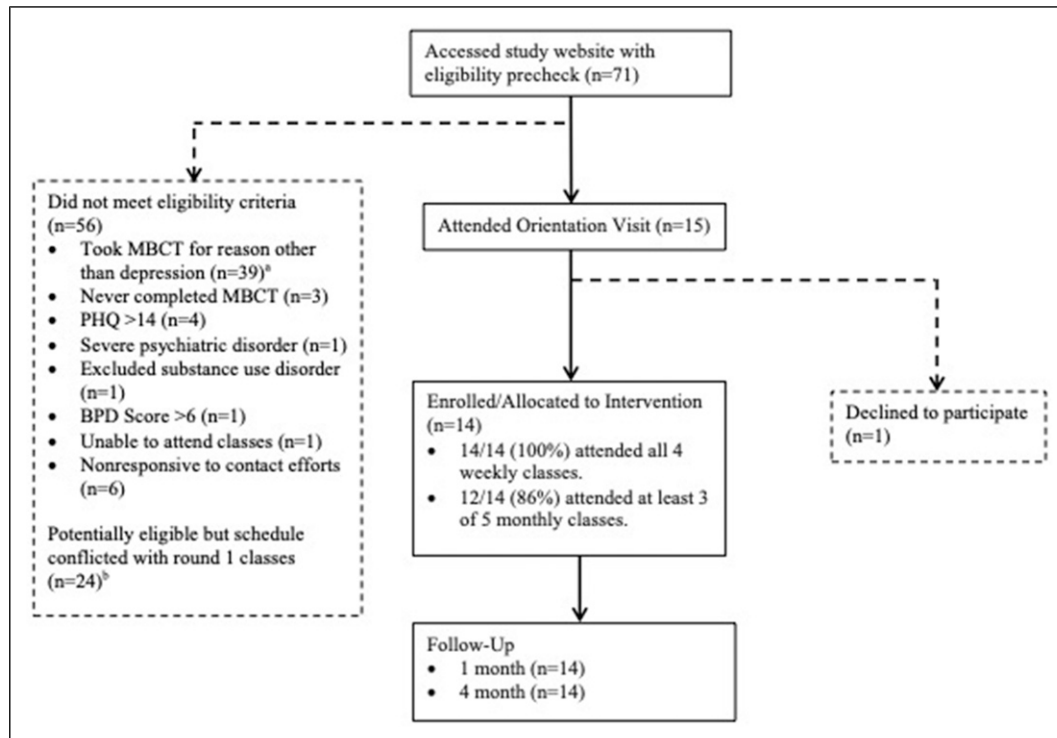 Accessed study website with
eligibility precheck (n=71)
Did not meet eligibility criteria
(n=56)
• Took MBCT for reason other
than depression (n=39)ᵃ
• Never completed MBCT (n=3)
• PHQ >14 (n=4)
• Severe psychiatric disorder (n=1)
• Excluded substance use disorder
(n=1)
• BPD Score >6 (n=1)
• Unable to attend classes (n=1)
• Nonresponsive to contact efforts
(n=6)
Potentially eligible but schedule
conflicted with round 1 classes
(n=24)ᵇ
Attended Orientation Visit (n=15)
Enrolled/Allocated to Intervention
(n=14)
• 14/14 (100%) attended all 4
weekly classes.
• 12/14 (86%) attended at least 3
of 5 monthly classes.
Declined to participate
(n=1)
Follow-Up
• 1 month (n=14)
• 4 month (n=14)